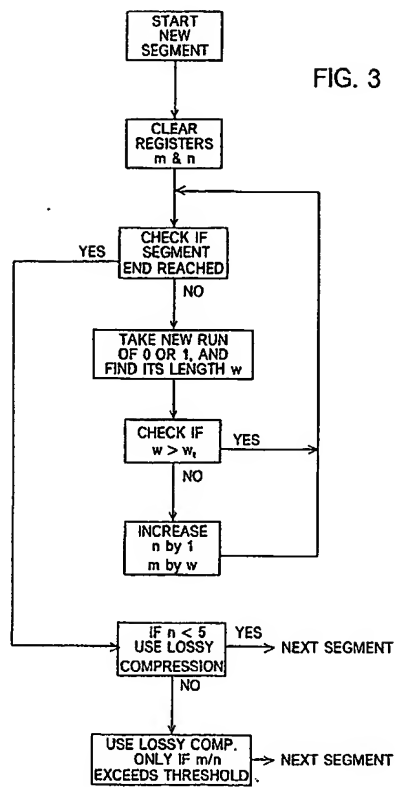 START
NEW
SEGMENT
FIG. 3
CLEAR
REGISTERS
m & n
CHECK IF
SEGMENT
END REACHED
YES
NO
TAKE NEW RUN
OF 0 OR 1, AND
FIND ITS LENGTH w
CHECK IF
w > wₜ
YES
NO
INCREASE
n by 1
m by w
IF n < 5
USE LOSSY
COMPRESSION
YES
NEXT SEGMENT
NO
USE LOSSY COMP.
ONLY IF m/n
EXCEEDS THRESHOLD
NEXT SEGMENT